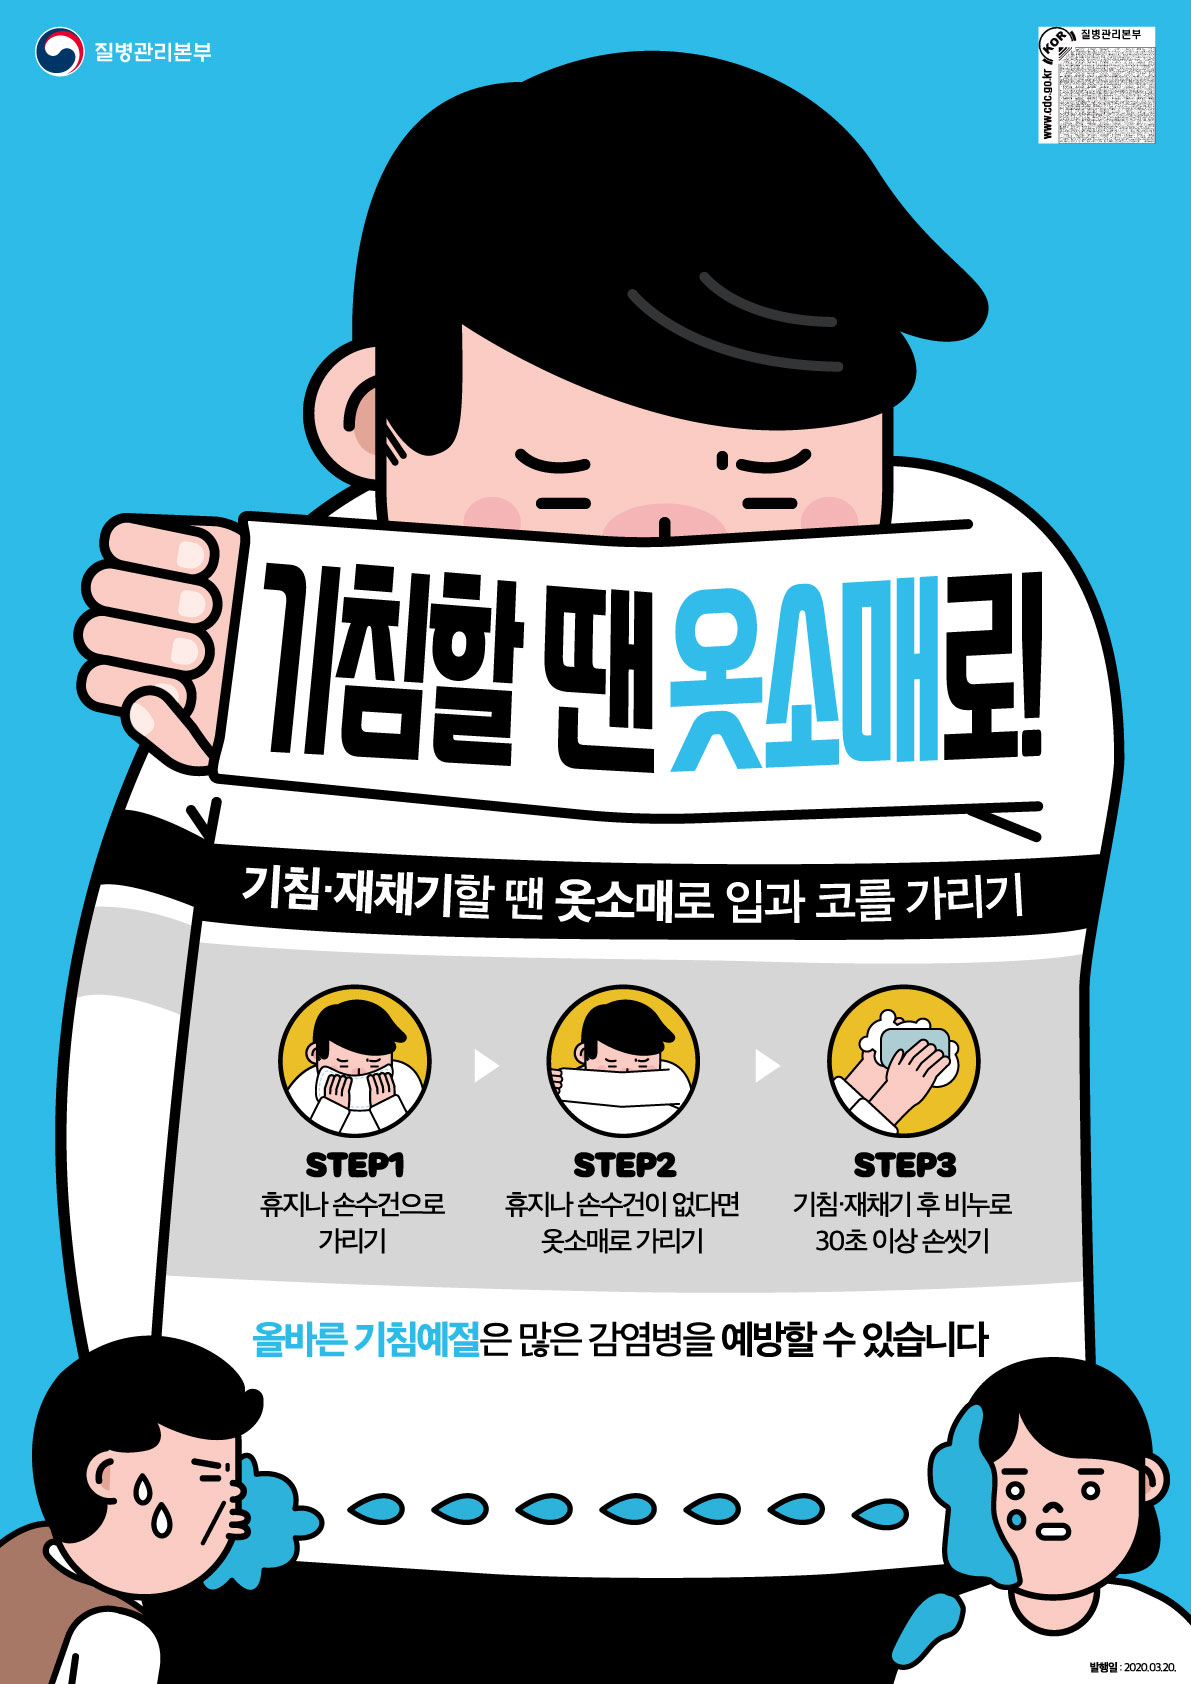 질병관리본부
KOR
질병관리본부
www.cdc.go.kr
기침할 땐 옷소매로!
기침·재채기할 땐 옷소매로 입과 코를 가리기
STEP1
휴지나 손수건으로
가리기
STEP2
휴지나 손수건이 없다면
옷소매로 가리기
STEP3
기침·재채기 후 비누로
30초 이상 손씻기
올바른 기침예절은 많은 감염병을 예방할 수 있습니다
발행일 : 2020.03.20.